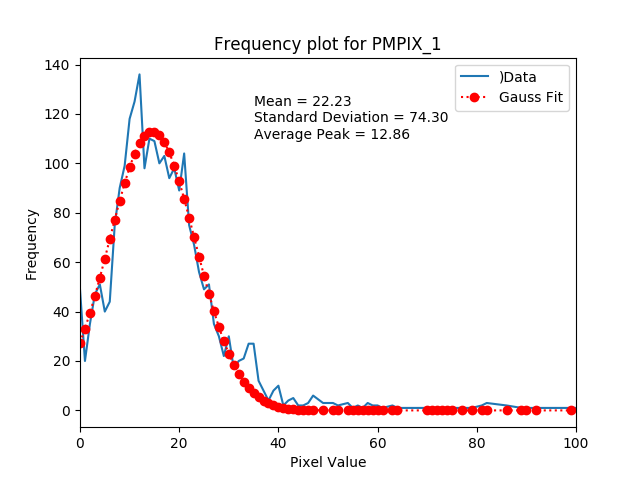 Frequency plot for PMPIX_1
)Data
Gauss Fit
Mean = 22.23
Standard Deviation = 74.30
Average Peak = 12.86
Frequency
140
120
100
80
60
40
20
0
0 20 40 60 80 100
Pixel Value